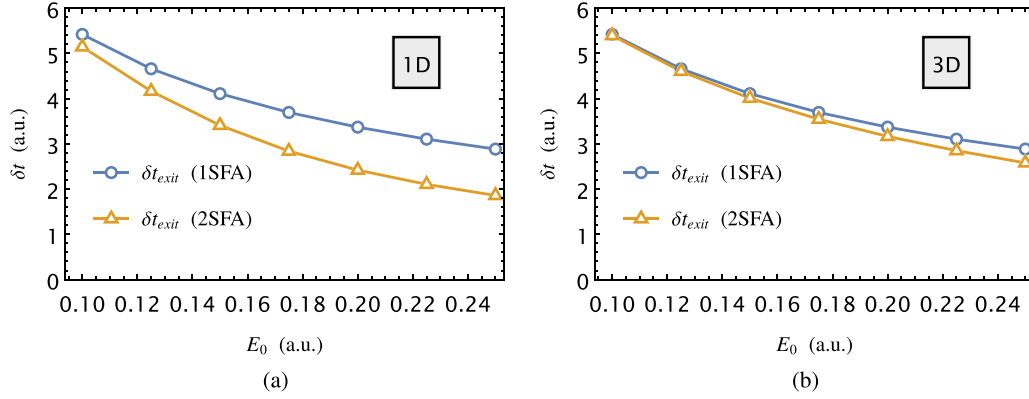 6
5
4
3
2
1
0
δt (a.u.)
1D
δt_exit (1SFA)
δt_exit (2SFA)
0.10 0.12 0.14 0.16 0.18 0.20 0.22 0.24
E_0 (a.u.)
(a)
6
5
4
3
2
1
0
δt (a.u.)
3D
δt_exit (1SFA)
δt_exit (2SFA)
0.10 0.12 0.14 0.16 0.18 0.20 0.22 0.24
E_0 (a.u.)
(b)